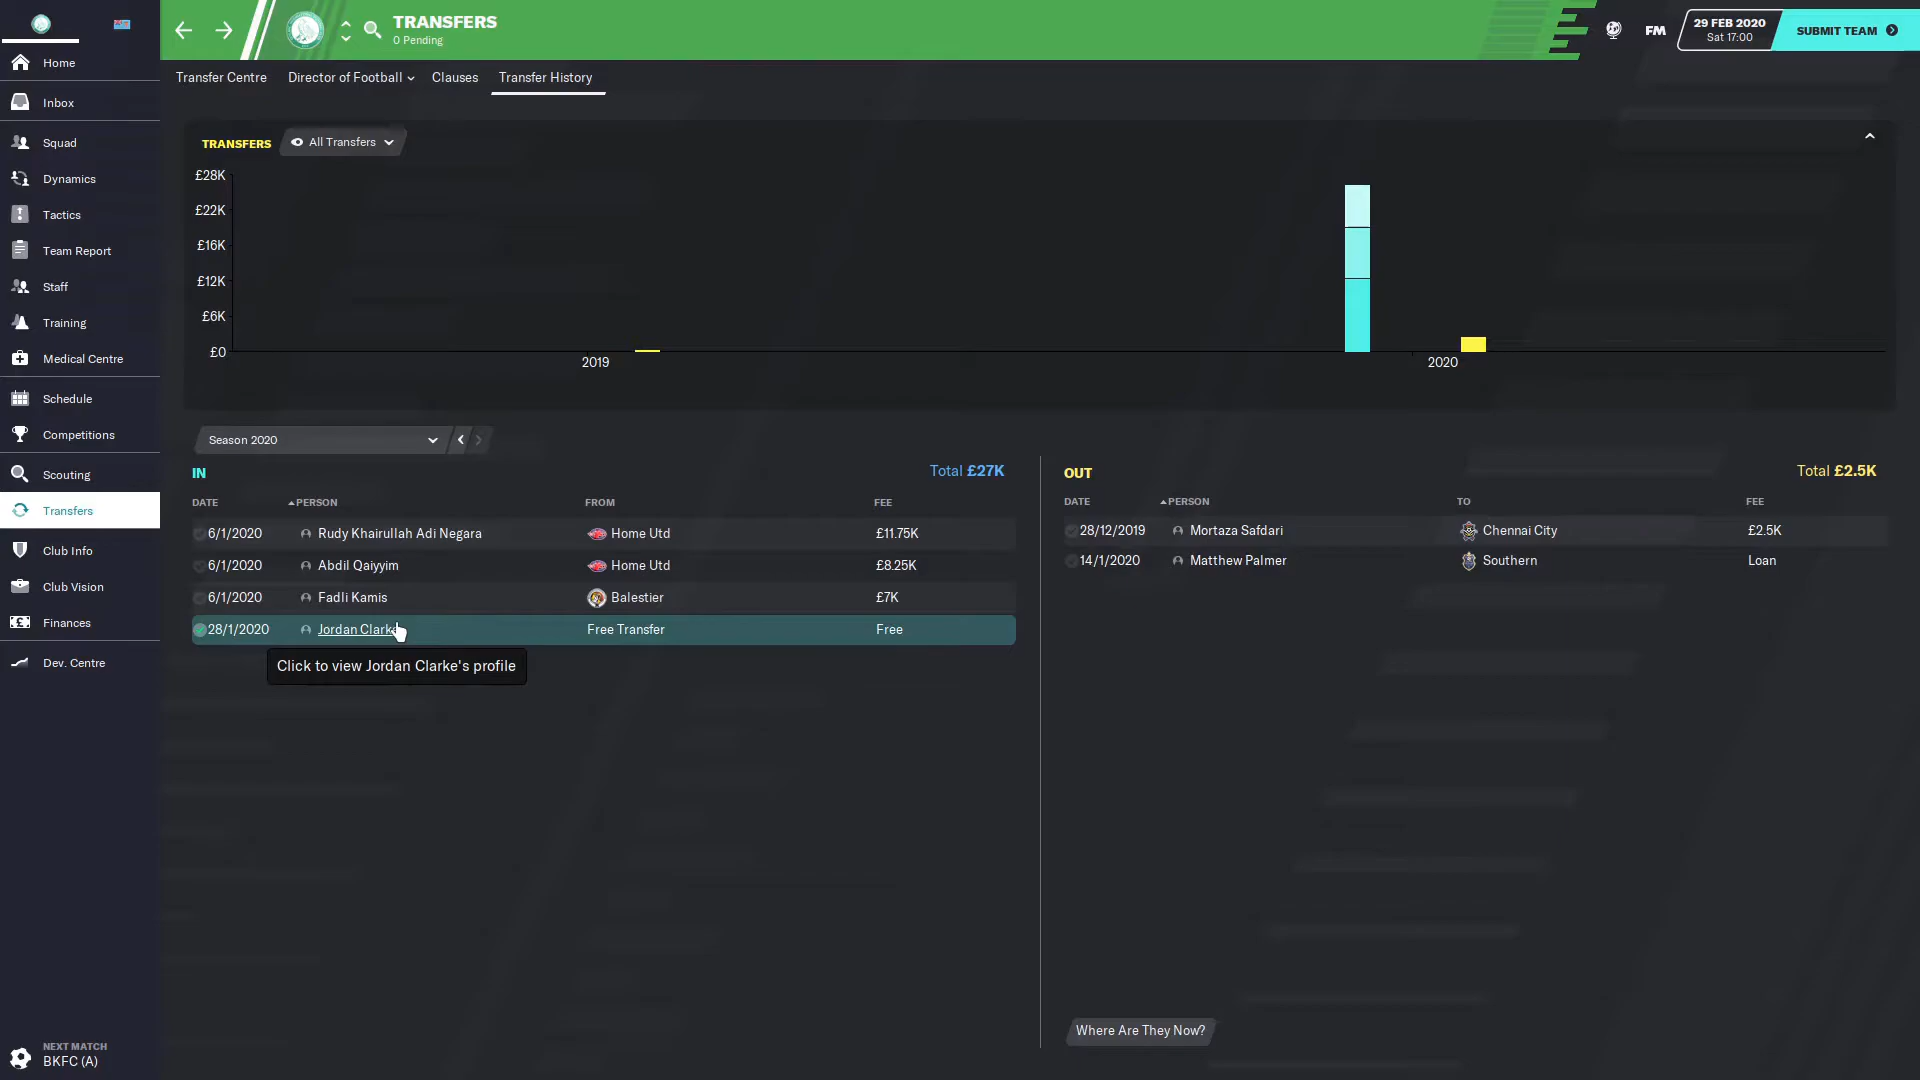 TRANSFERS
0 Pending
FM
29 FEB 2020
Sat 17:00
SUBMIT TEAM
Home
Inbox
Squad
Dynamics
Tactics
Team Report
Staff
Training
Medical Centre
Schedule
Competitions
Scouting
Transfers
Club Info
Club Vision
Finances
Dev. Centre
NEXT MATCH
BKFC (A)
Transfer Centre Director of Football Clauses Transfer History
TRANSFERS All Transfers
£28K
£22K
£16K
£12K
£6K
£0
2019 2020
Season 2020
IN Total £27K
DATE PERSON FROM FEE
6/1/2020 Rudy Khairullah Adi Negara Home Utd £11.75K
6/1/2020 Abdil Qaiyyim Home Utd £8.25K
6/1/2020 Fadli Kamis Balestier £7K
28/1/2020 Jordan Clarke Free Transfer Free
Click to view Jordan Clarke's profile
OUT Total £2.5K
DATE PERSON TO FEE
28/12/2019 Mortaza Safdari Chennai City £2.5K
14/1/2020 Matthew Palmer Southern Loan
Where Are They Now?